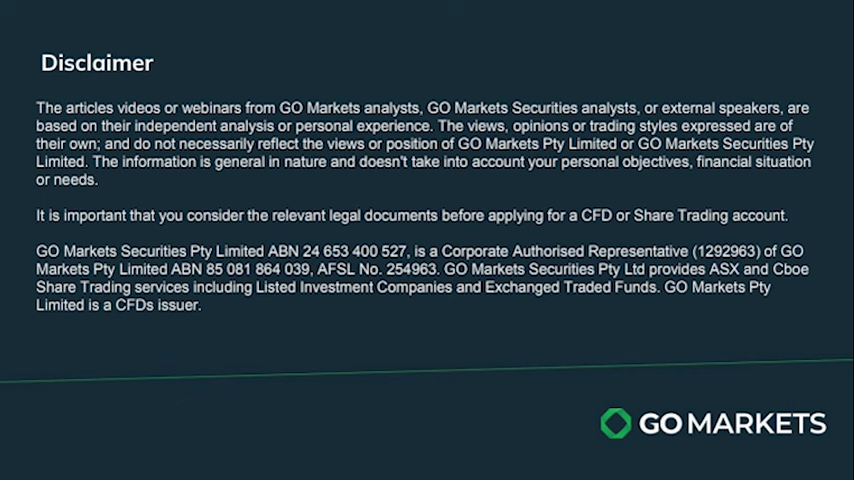 Disclaimer
The articles videos or webinars from GO Markets analysts, GO Markets Securities analysts, or external speakers, are
based on their independent analysis or personal experience. The views, opinions or trading styles expressed are of
their own; and do not necessarily reflect the views or position of GO Markets Pty Limited or GO Markets Securities Pty
Limited. The information is general in nature and doesn't take into account your personal objectives, financial situation
or needs.
It is important that you consider the relevant legal documents before applying for a CFD or Share Trading account.
GO Markets Securities Pty Limited ABN 24 653 400 527, is a Corporate Authorised Representative (1292963) of GO
Markets Pty Limited ABN 85 081 864 039, AFSL No. 254963. GO Markets Securities Pty Ltd provides ASX and Cboe
Share Trading services including Listed Investment Companies and Exchanged Traded Funds. GO Markets Pty
Limited is a CFDs issuer.
GO MARKETS